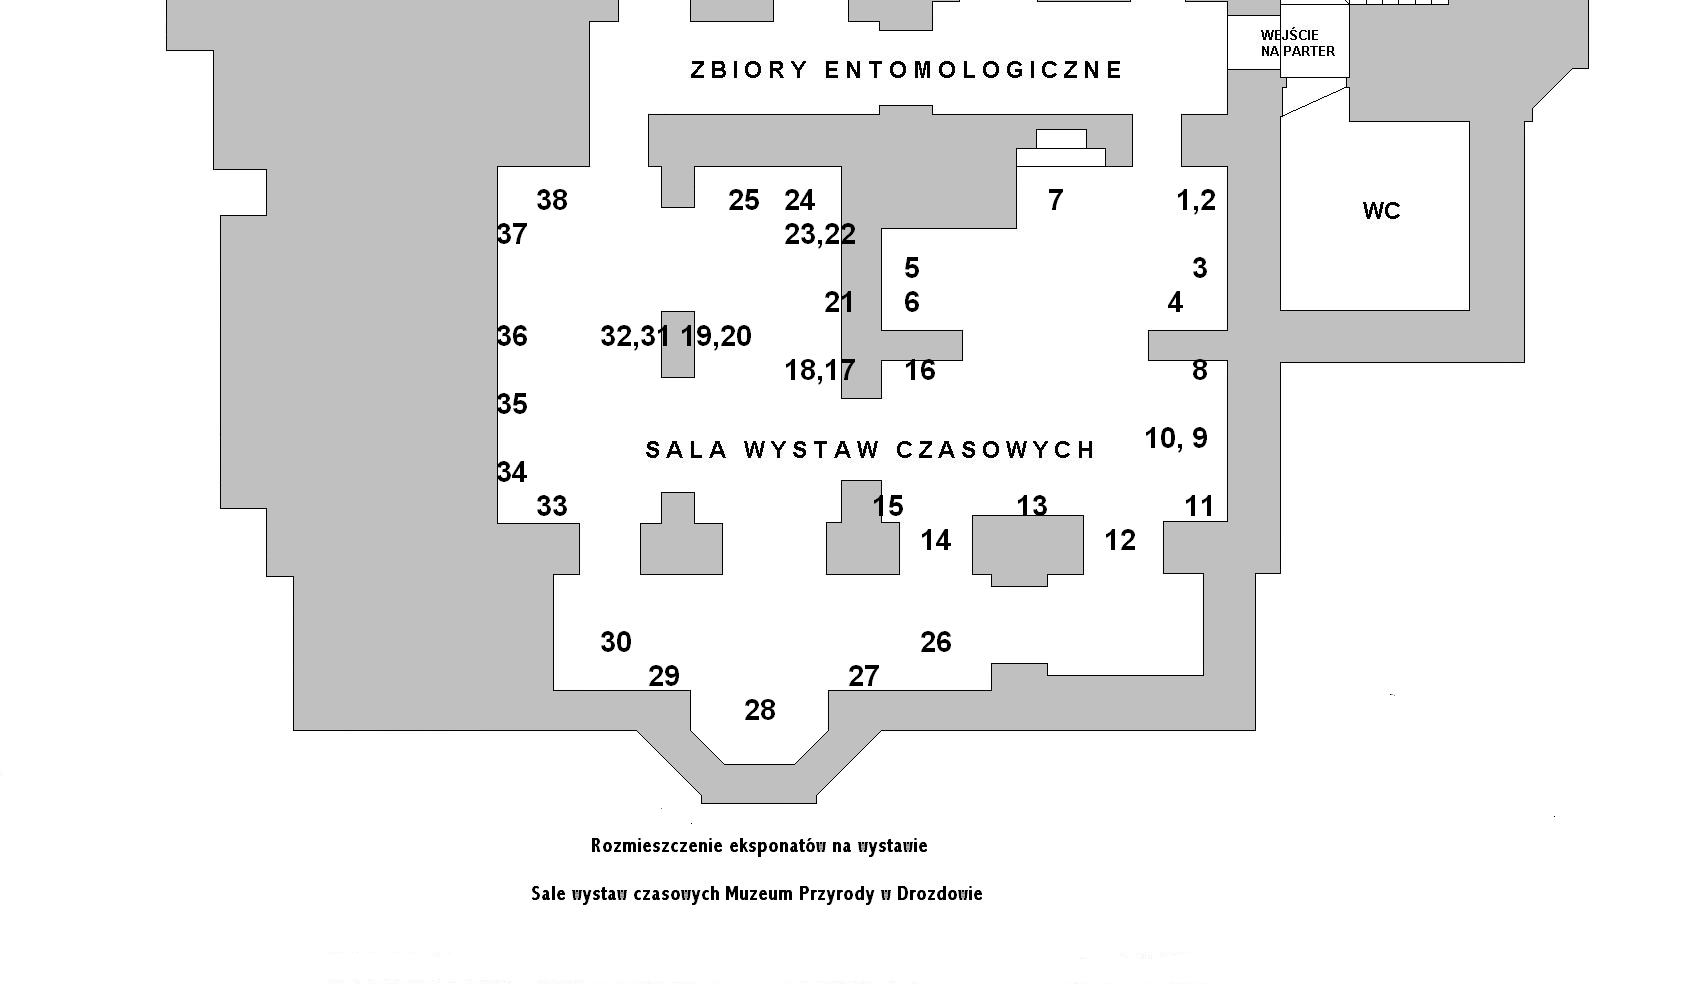 WEJŚCIE
NA PARTER
ZBIORY ENTOMOLOGICZNE
38 25 24 7 1,2
WC
37 23,22
5 3
21 6 4
36 32,31 19,20
18,17 16 8
35
10, 9
SALA WYSTAW CZASOWYCH
34
33 15 13 11
14 12
30 26
29 27
28
Rozmieszczenie eksponatów na wystawie
Sale wystaw czasowych Muzeum Przyrody w Drozdowie